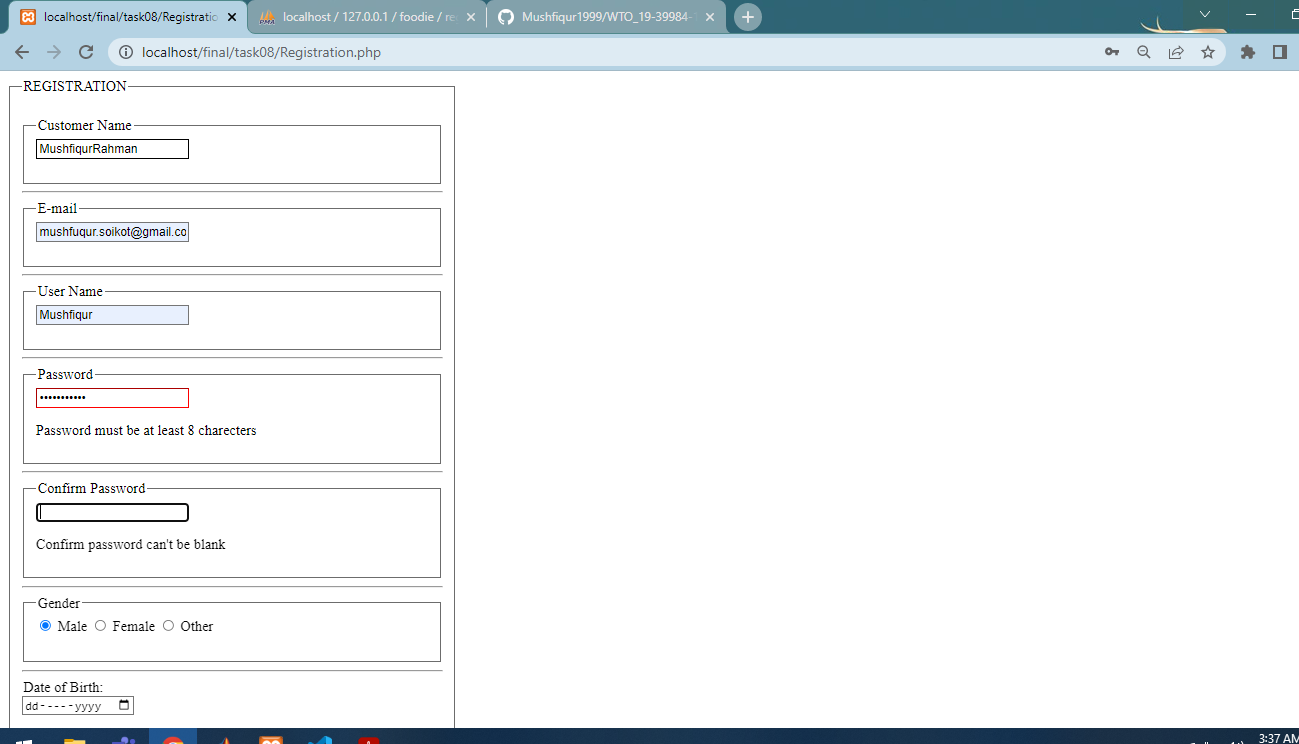 localhost/final/task08/Registratio
localhost / 127.0.0.1 / foodie / re
Mushfiqur1999/WTO_19-39984-
localhost/final/task08/Registration.php
REGISTRATION
Customer Name
MushfiqurRahman
E-mail
mushfuqur.soikot@gmail.co
User Name
Mushfiqur
Password
•••••••••••
Password must be at least 8 charecters
Confirm Password
Confirm password can't be blank
Gender
Male Female Other
Date of Birth:
dd-----yyyy
3:37 AM